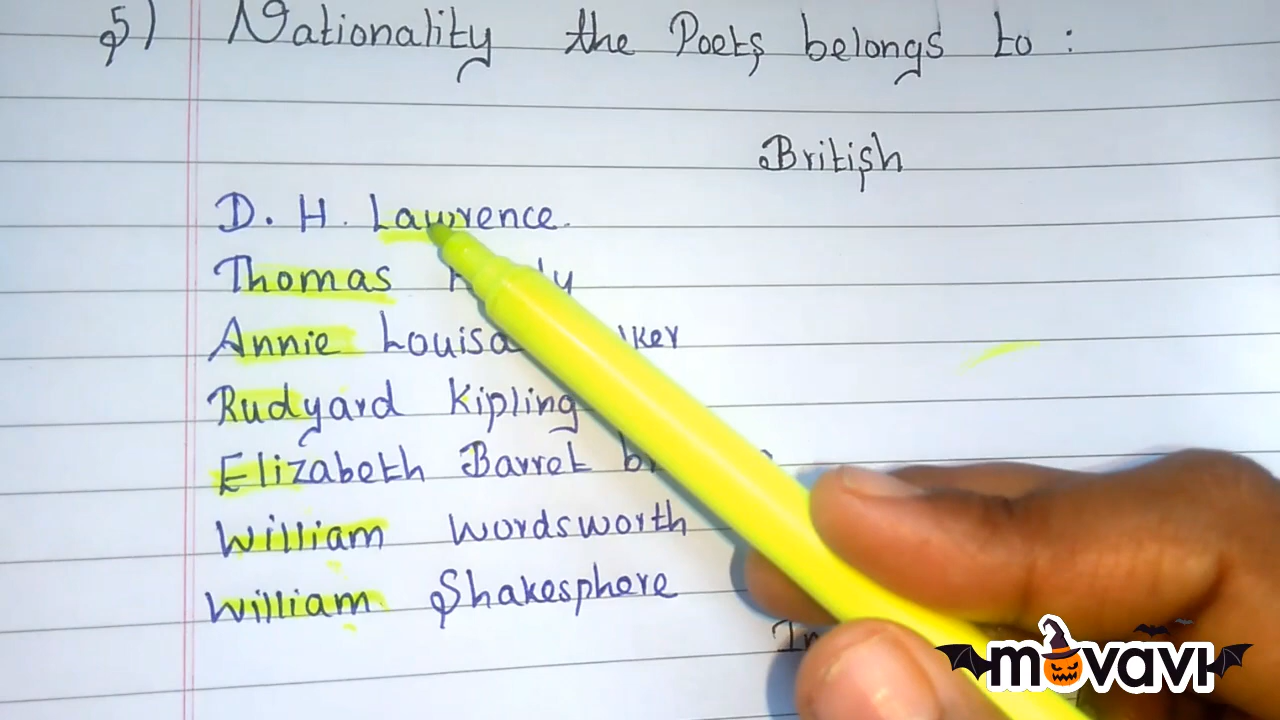 5) Nationality the Poets belongs to :
British
D. H. Lawrence.
Thomas
Annie Louisa
Rudyard Kipling
Elizabeth Barret
William Wordsworth
William Shakesphere
movavi